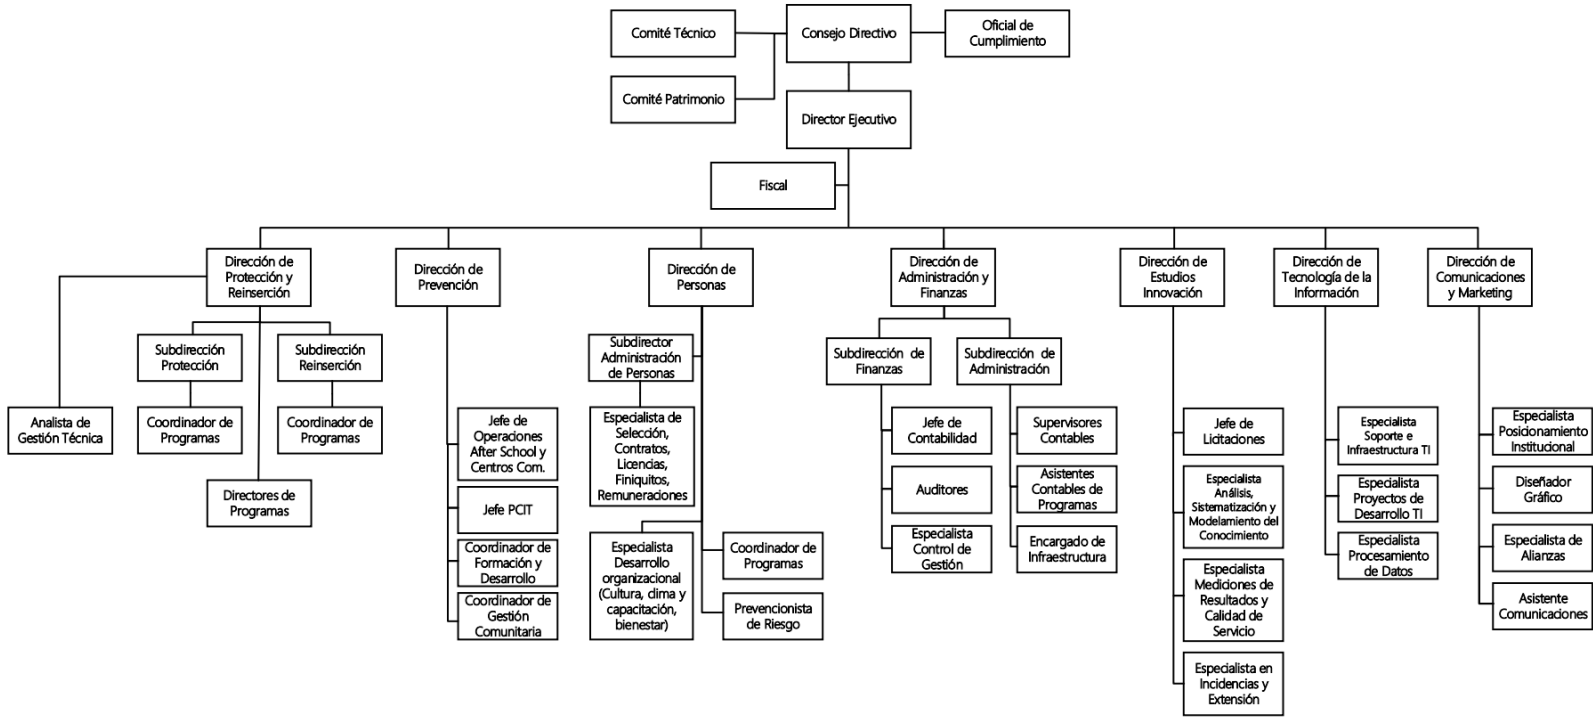 Comité Técnico
Consejo Directivo
Oficial de
Cumplimiento
Comité Patrimonio
Director Ejecutivo
Fiscal
Dirección de
Protección y
Reinserción
Dirección de
Prevención
Dirección de
Personas
Dirección de
Administración y
Finanzas
Dirección de
Estudios
Innovación
Dirección de
Tecnología de la
Información
Dirección de
Comunicaciones
y Marketing
Subdirección
Protección
Subdirección
Reinserción
Analista de
Gestión Técnica
Coordinador de
Programas
Coordinador de
Programas
Directores de
Programas
Jefe de
Operaciones
After School y
Centros Com.
Jefe PCIT
Coordinador de
Formación y
Desarrollo
Coordinador de
Gestión
Comunitaria
Subdirector
Administración
de Personas
Especialista de
Selección,
Contratos,
Licencias,
Finiquitos,
Remuneraciones
Especialista
Desarrollo
organizacional
(Cultura, clima y
capacitación,
bienestar)
Coordinador de
Programas
Prevencionista
de Riesgo
Subdirección de
Finanzas
Subdirección de
Administración
Jefe de
Contabilidad
Auditores
Especialista
Control de
Gestión
Supervisores
Contables
Asistentes
Contables de
Programas
Encargado de
Infraestructura
Jefe de
Licitaciones
Especialista
Análisis,
Sistematización y
Modelamiento del
Conocimiento
Especialista
Mediciones de
Resultados y
Calidad de
Servicio
Especialista en
Incidencias y
Extensión
Especialista
Soporte e
Infraestructura TI
Especialista
Proyectos de
Desarrollo TI
Especialista
Procesamiento
de Datos
Especialista
Posicionamiento
Institucional
Diseñador
Gráfico
Especialista de
Alianzas
Asistente
Comunicaciones